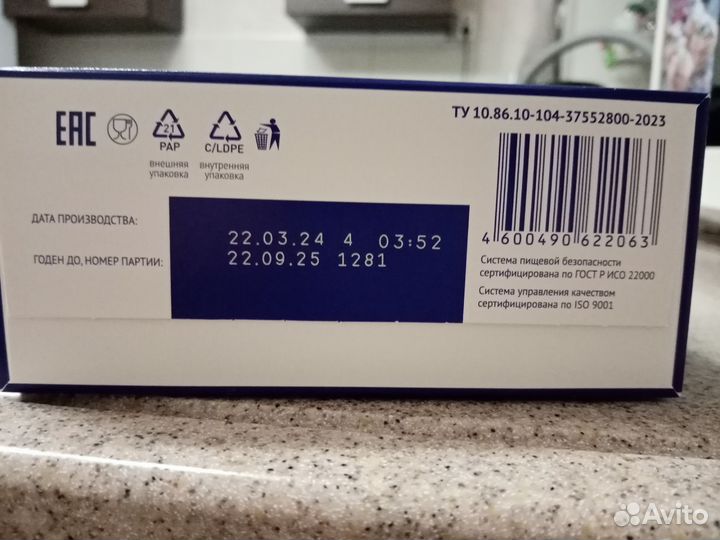 ТУ 10.86.10-104-37552800-2023
EAC
21
PAP
C/LDPE
внешняя
упаковка
внутренняя
упаковка
ДАТА ПРОИЗВОДСТВА:
22.03.24 4 03:52
ГОДЕН ДО, НОМЕР ПАРТИИ:
22.09.25 1281
4 600490 622063
Система пищевой безопасности
сертифицирована по ГОСТ Р ИСО 22000
Система управления качеством
сертифицирована по ISO 9001
Avito